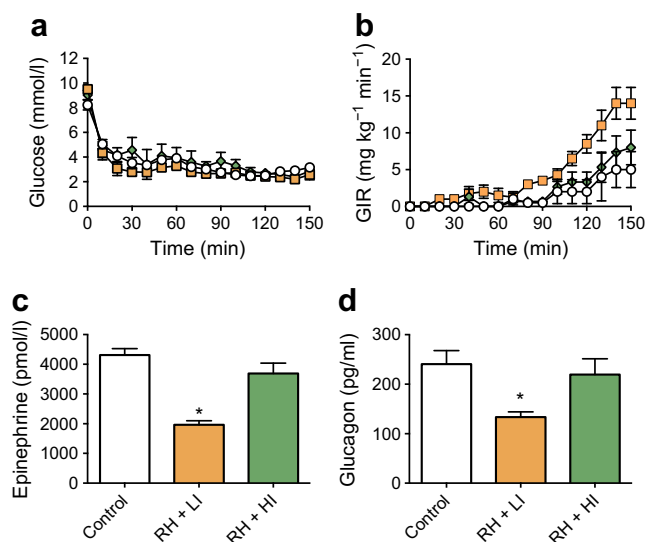 a
Glucose (mmol/l)
12
10
8
6
4
2
0
0 30 60 90 120 150
Time (min)
b
GIR (mg kg⁻¹ min⁻¹)
20
15
10
5
0
0 30 60 90 120 150
Time (min)
c
Epinephrine (pmol/l)
5000
4000
3000
2000
1000
0
*
Control
RH + LI
RH + HI
d
Glucagon (pg/ml)
300
200
100
0
*
Control
RH + LI
RH + HI